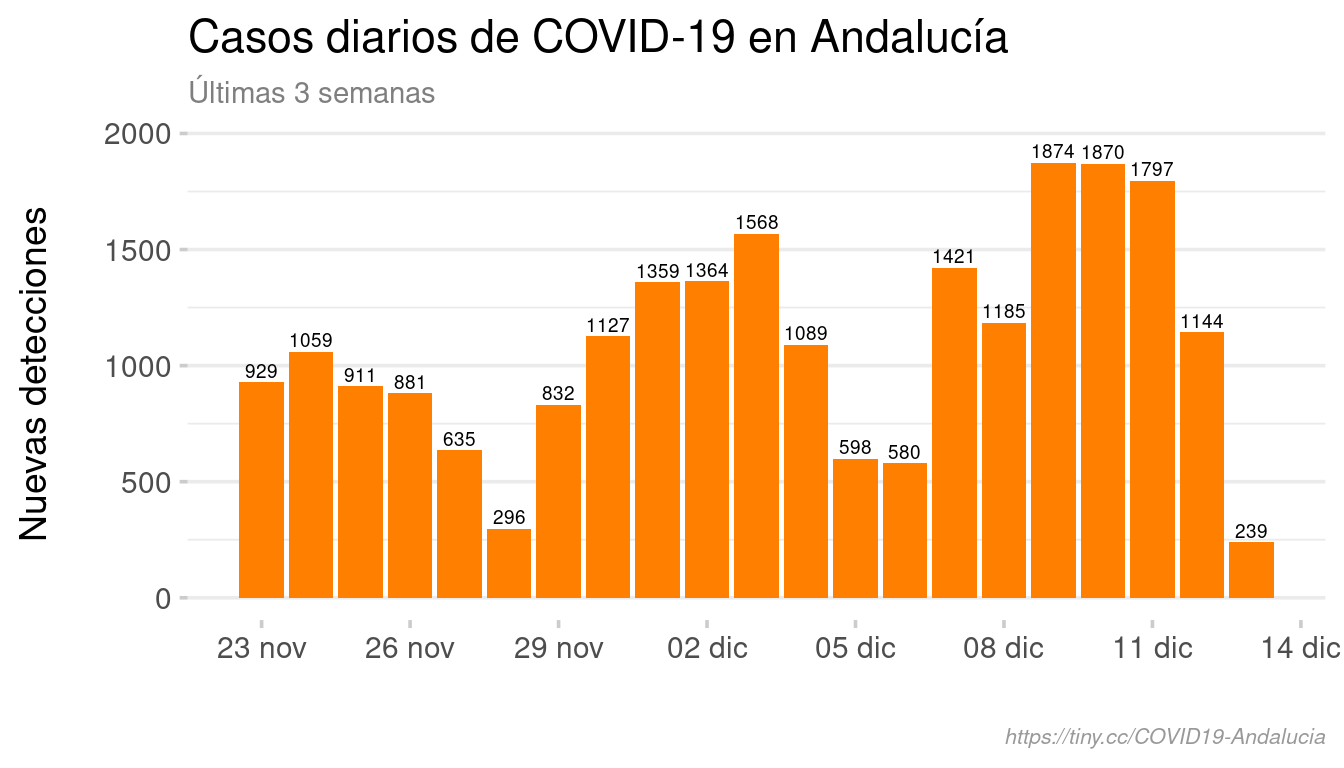 Casos diarios de COVID-19 en Andalucía
Últimas 3 semanas
Nuevas detecciones
2000
1500
1000
500
0
929
1059
911
881
635
296
832
1127
1359
1364
1568
1089
598
580
1421
1185
1874
1870
1797
1144
239
23 nov
26 nov
29 nov
02 dic
05 dic
08 dic
11 dic
14 dic
https://tiny.cc/COVID19-Andalucia